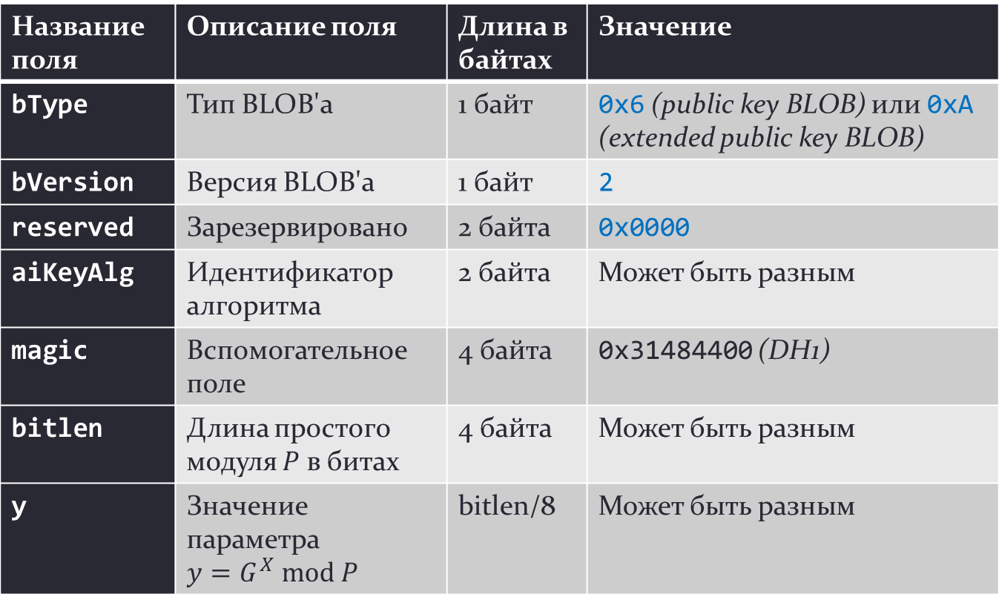 Название поля | Описание поля | Длина в байтах | Значение
bType | Тип BLOB'а | 1 байт | 0x6 (public key BLOB) или 0xA (extended public key BLOB)
bVersion | Версия BLOB'а | 1 байт | 2
reserved | Зарезервировано | 2 байта | 0x0000
aiKeyAlg | Идентификатор алгоритма | 2 байта | Может быть разным
magic | Вспомогательное поле | 4 байта | 0x31484400 (DH1)
bitlen | Длина простого модуля P в битах | 4 байта | Может быть разным
y | Значение параметра y = G^X mod P | bitlen/8 | Может быть разным